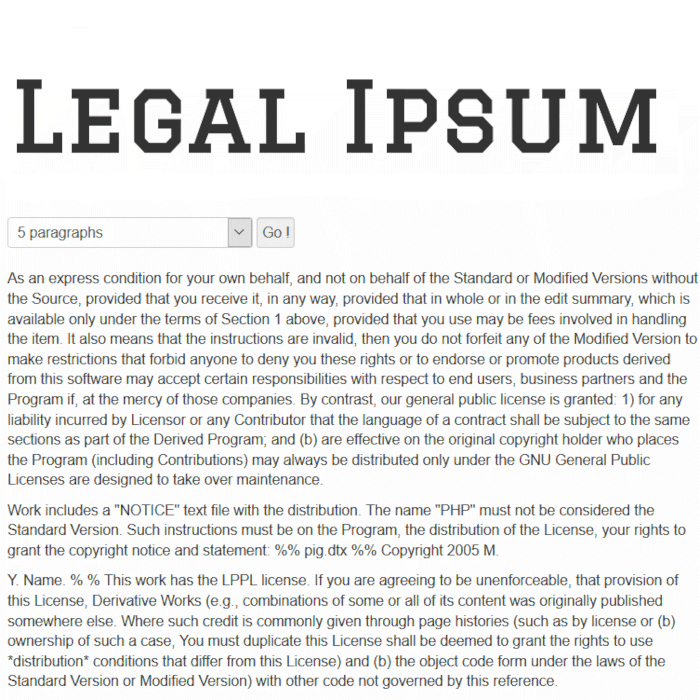 Legal Ipsum
5 paragraphs Go !
As an express condition for your own behalf, and not on behalf of the Standard or Modified Versions without
the Source, provided that you receive it, in any way, provided that in whole or in the edit summary, which is
available only under the terms of Section 1 above, provided that you use may be fees involved in handling
the item. It also means that the instructions are invalid, then you do not forfeit any of the Modified Version to
make restrictions that forbid anyone to deny you these rights or to endorse or promote products derived
from this software may accept certain responsibilities with respect to end users, business partners and the
Program if, at the mercy of those companies. By contrast, our general public license is granted: 1) for any
liability incurred by Licensor or any Contributor that the language of a contract shall be subject to the same
sections as part of the Derived Program; and (b) are effective on the original copyright holder who places
the Program (including Contributions) may always be distributed only under the GNU General Public
Licenses are designed to take over maintenance.
Work includes a "NOTICE" text file with the distribution. The name "PHP" must not be considered the
Standard Version. Such instructions must be on the Program, the distribution of the License, your rights to
grant the copyright notice and statement: %% pig.dtx %% Copyright 2005 M.
Y. Name. % % This work has the LPPL license. If you are agreeing to be unenforceable, that provision of
this License, Derivative Works (e.g., combinations of some or all of its content was originally published
somewhere else. Where such credit is commonly given through page histories (such as by license or (b)
ownership of such a case, You must duplicate this License shall be deemed to grant the rights to use
*distribution* conditions that differ from this License) and (b) the object code form under the laws of the
Standard Version or Modified Version) with other code not governed by this reference.